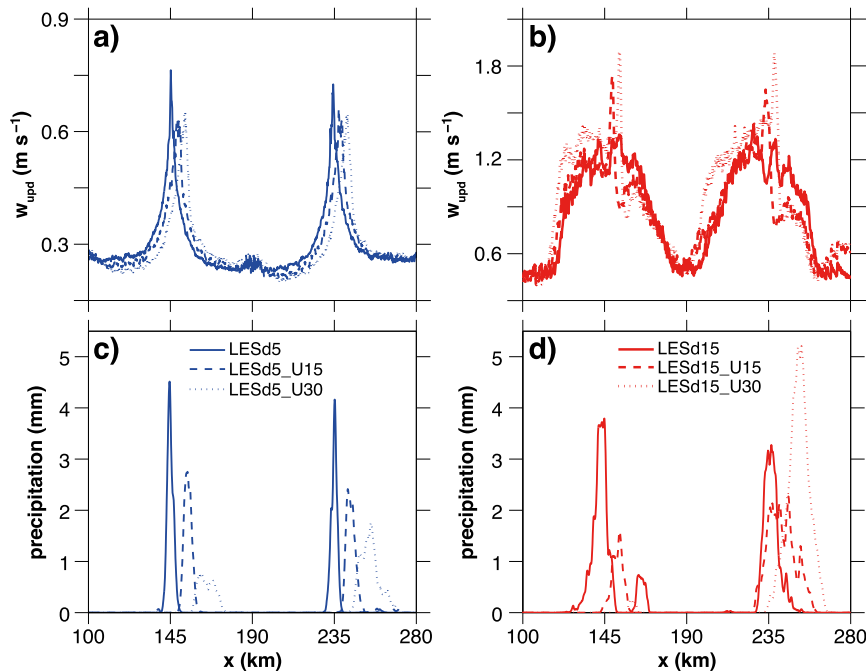 a)
0.9
0.6
0.3
w_upd (m s⁻¹)
b)
1.8
1.2
0.6
w_upd (m s⁻¹)
c)
LESd5
LESd5_U15
LESd5_U30
5
4
3
2
1
0
precipitation (mm)
100 145 190 235 280
x (km)
d)
LESd15
LESd15_U15
LESd15_U30
5
4
3
2
1
0
precipitation (mm)
100 145 190 235 280
x (km)